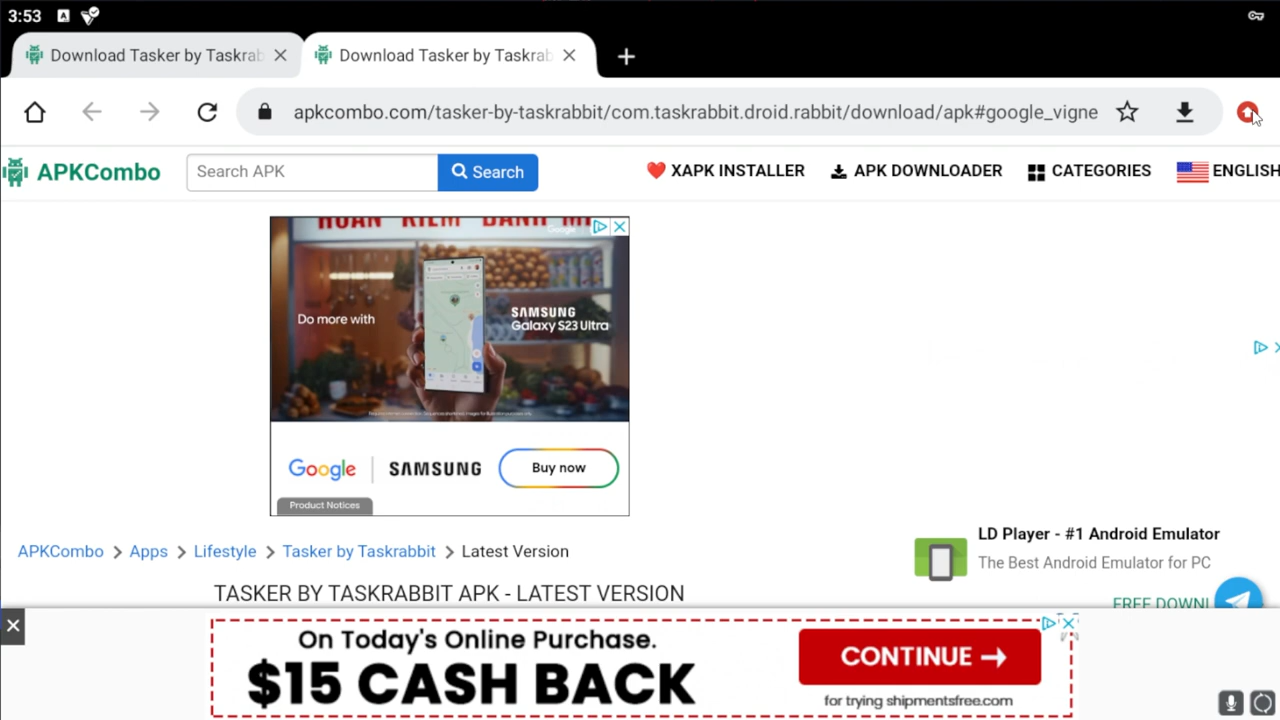 3:53
Download Tasker by Taskrab
Download Tasker by Taskrab
apkcombo.com/tasker-by-taskrabbit/com.taskrabbit.droid.rabbit/download/apk#google_vigne
APKCombo
Search APK
Search
XAPK INSTALLER
APK DOWNLOADER
CATEGORIES
ENGLISH
Google
Do more with
SAMSUNG
Galaxy S23 Ultra
Google
SAMSUNG
Buy now
Product Notices
APKCombo > Apps > Lifestyle > Tasker by Taskrabbit > Latest Version
LD Player - #1 Android Emulator
The Best Android Emulator for PC
FREE DOWNL
TASKER BY TASKRABBIT APK - LATEST VERSION
On Today's Online Purchase.
$15 CASH BACK
CONTINUE →
for trying shipmentsfree.com